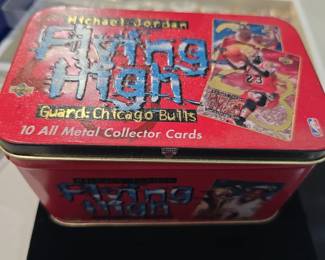 Michael Jordan
Flying
High
Guard: Chicago Bulls
10 All Metal Collector Cards
Flying
High